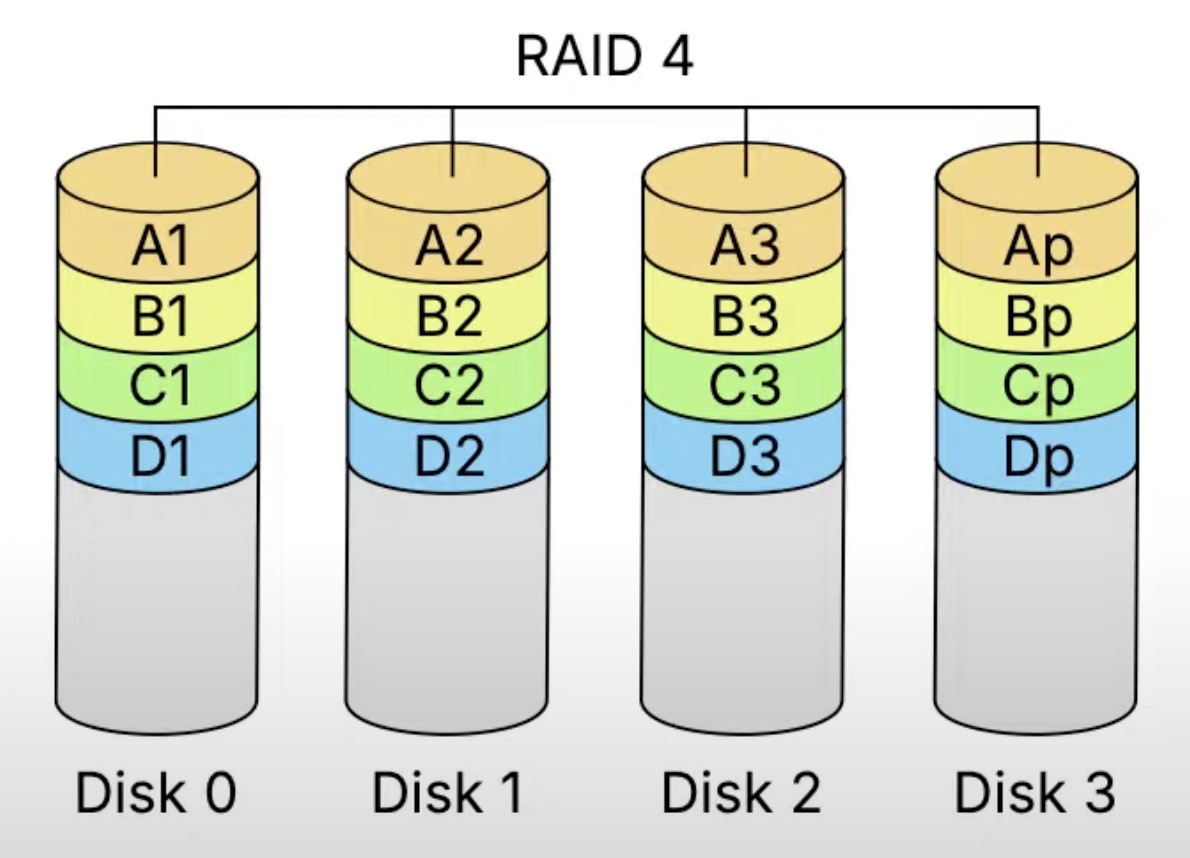 RAID 4
A1 A2 A3 Ap
B1 B2 B3 Bp
C1 C2 C3 Cp
D1 D2 D3 Dp
Disk 0 Disk 1 Disk 2 Disk 3